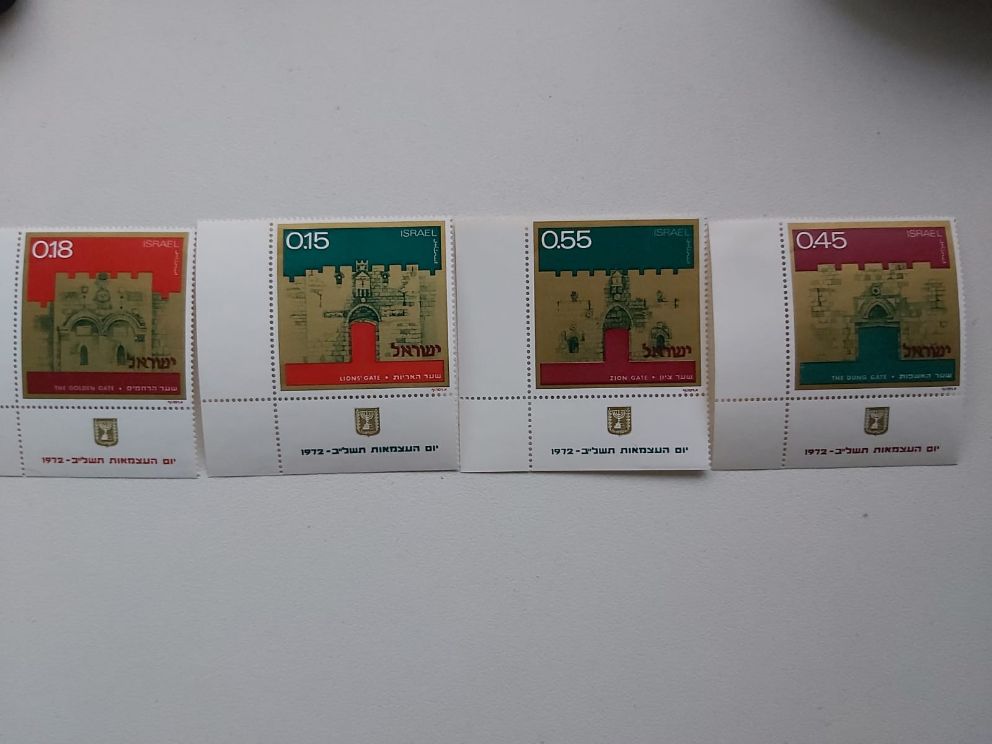 0.18 ISRAEL
ישראל
THE GOLDEN GATE • שער הרחמים
יום העצמאות תשל״ב - 1972
0.15 ISRAEL
ישראל
LIONS' GATE • שער האריות
יום העצמאות תשל״ב - 1972
0.55 ISRAEL
ישראל
ZION GATE • שער ציון
יום העצמאות תשל״ב - 1972
0.45 ISRAEL
ישראל
THE DUNG GATE • שער האשפות
יום העצמאות תשל״ב - 1972